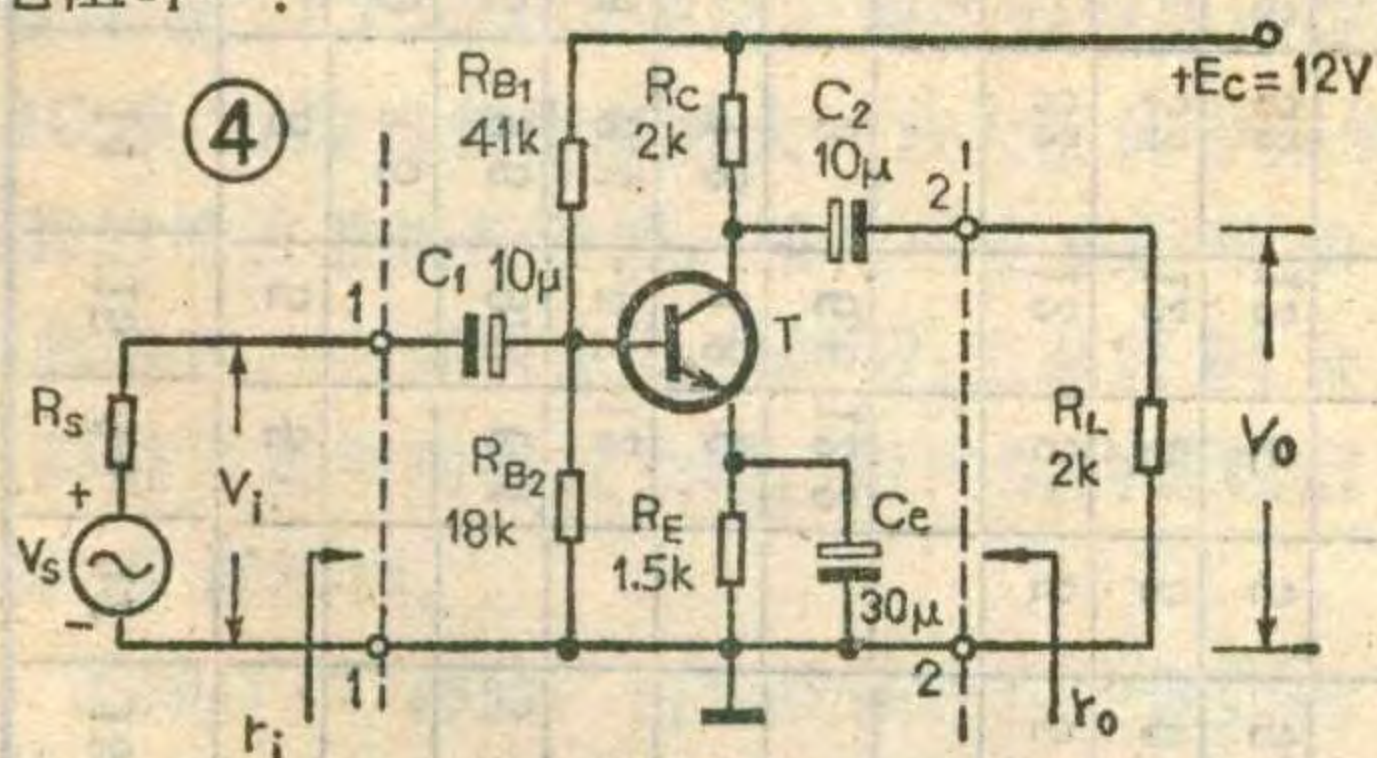 ④
+Ec = 12V
RB1
41k
Rc
2k
C2
10μ
2
C1 10μ
1
T
Rs
+
Vi
Vs
-
RB2
18k
RE
1.5k
Ce
30μ
RL
2k
Vo
1
2
ri
ro